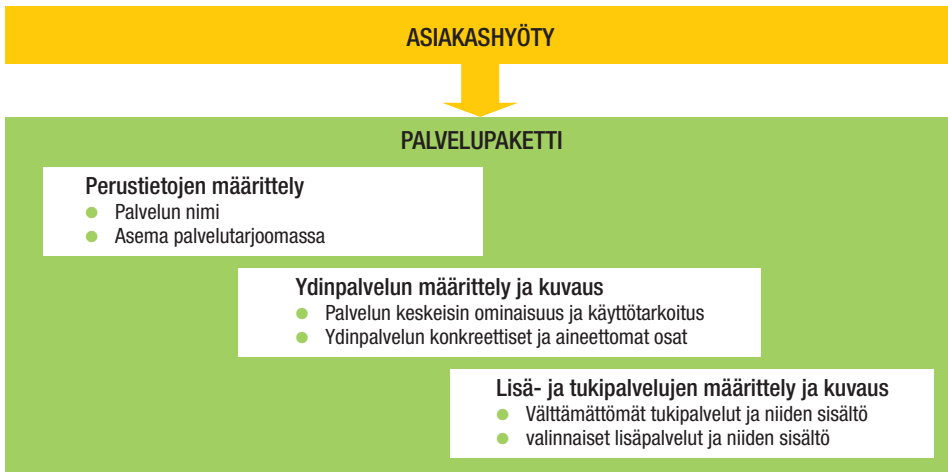 ASIAKASHYÖTY
PALVELUPAKETTI
Perustietojen määrittely
● Palvelun nimi
● Asema palvelutarjoomassa
Ydinpalvelun määrittely ja kuvaus
● Palvelun keskeisin ominaisuus ja käyttötarkoitus
● Ydinpalvelun konkreettiset ja aineettomat osat
Lisä- ja tukipalvelujen määrittely ja kuvaus
● Välttämättömät tukipalvelut ja niiden sisältö
● valinnaiset lisäpalvelut ja niiden sisältö